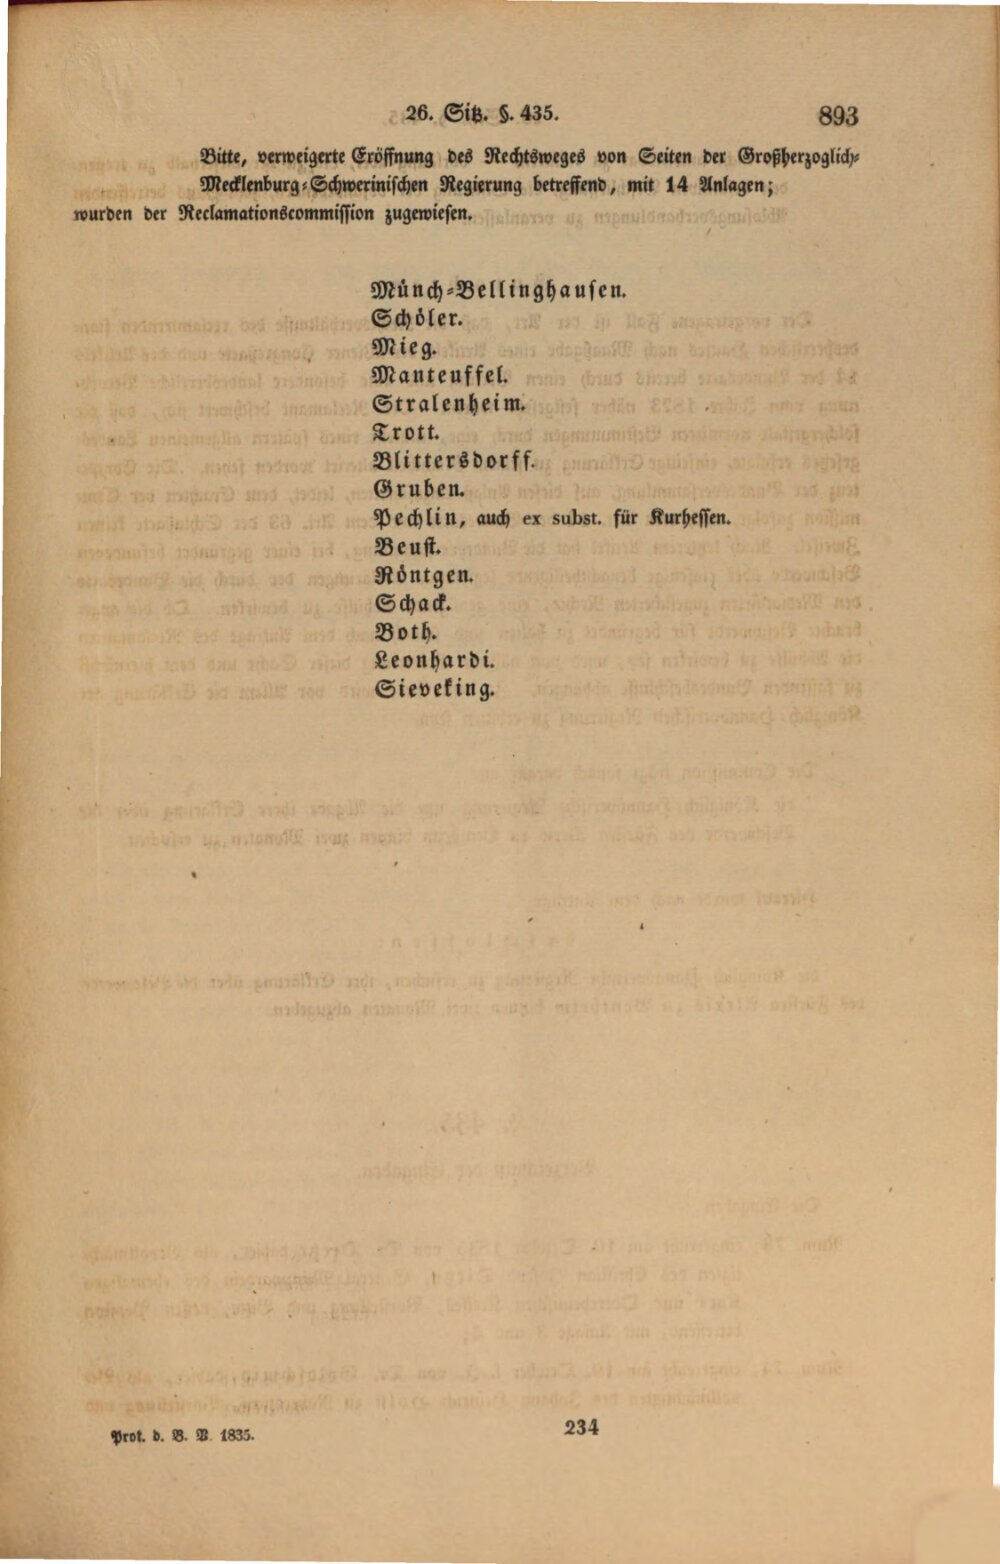 26. Sitz. §. 435.
893
Bitte, verweigerte Eröffnung des Rechtsweges von Seiten der Großherzoglich-
Mecklenburg-Schwerinischen Regierung betreffend, mit 14 Anlagen;
wurden der Reclamationscommission zugewiesen.
Münch-Bellinghausen.
Schöler.
Mieg.
Manteuffel.
Stralenheim.
Trott.
Blittersdorff.
Gruben.
Pechlin, auch ex subst. für Kurhessen.
Beust.
Röntgen.
Schack.
Both.
Leonhardi.
Sieveking.
Prot. d. B. V. 1835.
234